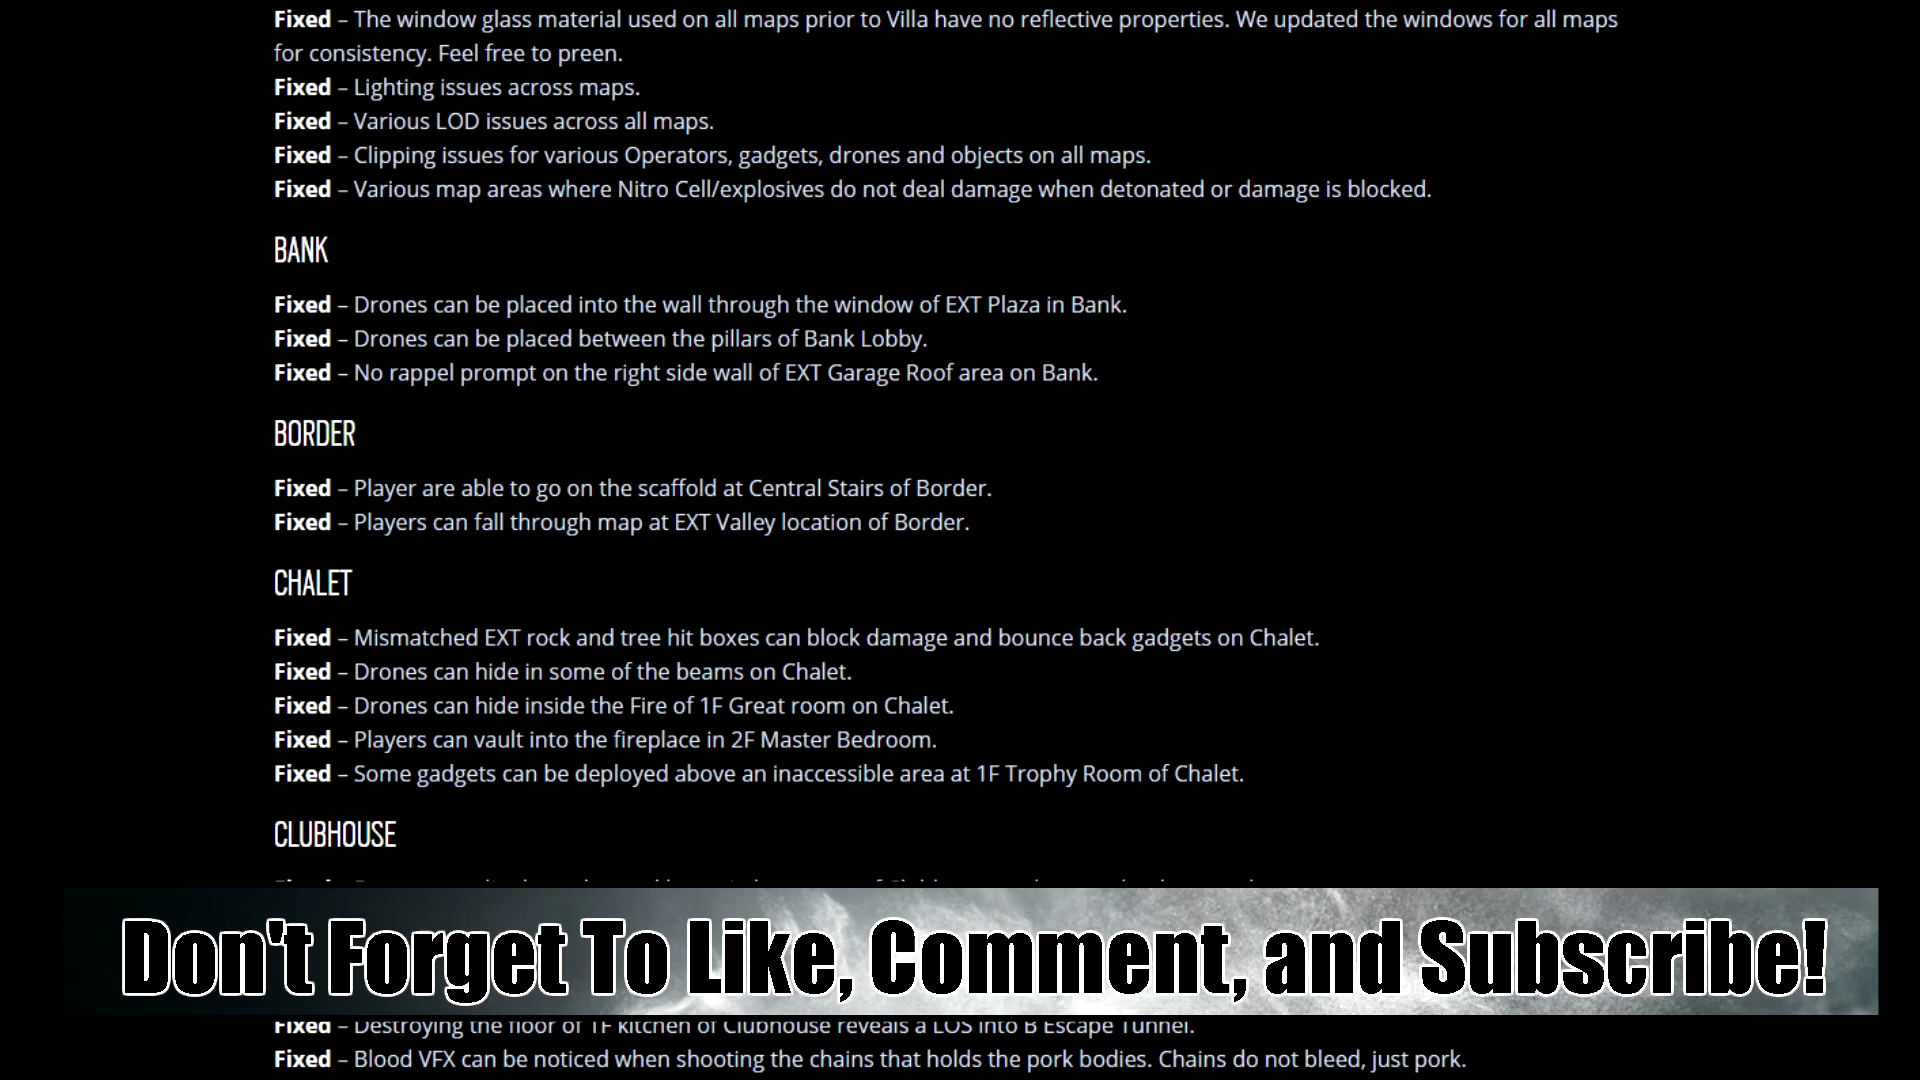 Fixed – The window glass material used on all maps prior to Villa have no reflective properties. We updated the windows for all maps
for consistency. Feel free to preen.
Fixed – Lighting issues across maps.
Fixed – Various LOD issues across all maps.
Fixed – Clipping issues for various Operators, gadgets, drones and objects on all maps.
Fixed – Various map areas where Nitro Cell/explosives do not deal damage when detonated or damage is blocked.
BANK
Fixed – Drones can be placed into the wall through the window of EXT Plaza in Bank.
Fixed – Drones can be placed between the pillars of Bank Lobby.
Fixed – No rappel prompt on the right side wall of EXT Garage Roof area on Bank.
BORDER
Fixed – Player are able to go on the scaffold at Central Stairs of Border.
Fixed – Players can fall through map at EXT Valley location of Border.
CHALET
Fixed – Mismatched EXT rock and tree hit boxes can block damage and bounce back gadgets on Chalet.
Fixed – Drones can hide in some of the beams on Chalet.
Fixed – Drones can hide inside the Fire of 1F Great room on Chalet.
Fixed – Players can vault into the fireplace in 2F Master Bedroom.
Fixed – Some gadgets can be deployed above an inaccessible area at 1F Trophy Room of Chalet.
CLUBHOUSE
Don't Forget To Like, Comment, and Subscribe!
Fixed – Destroying the floor of 1F kitchen of Clubhouse reveals a LOS into B Escape Tunnel.
Fixed – Blood VFX can be noticed when shooting the chains that holds the pork bodies. Chains do not bleed, just pork.